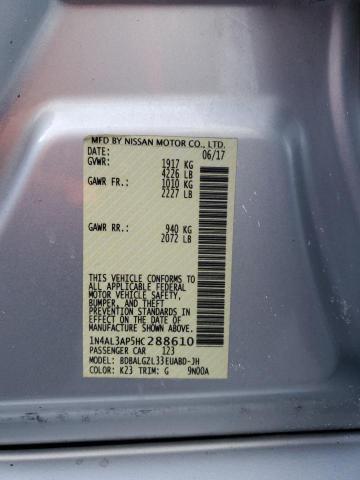 MFD BY NISSAN MOTOR CO., LTD.
DATE: 06/17
GVWR: 1917 KG
4226 LB
GAWR FR.: 1010 KG
2227 LB
GAWR RR.: 940 KG
2072 LB
THIS VEHICLE CONFORMS TO
ALL APPLICABLE FEDERAL
MOTOR VEHICLE SAFETY,
BUMPER, AND THEFT
PREVENTION STANDARDS
IN EFFECT ON THE DATE OF
MANUFACTURE SHOWN ABOVE.
1N4AL3AP5HC288610
PASSENGER CAR 123
MODEL: BDBALGZL33EUABD-JH
COLOR: K23 TRIM: G 9N00A